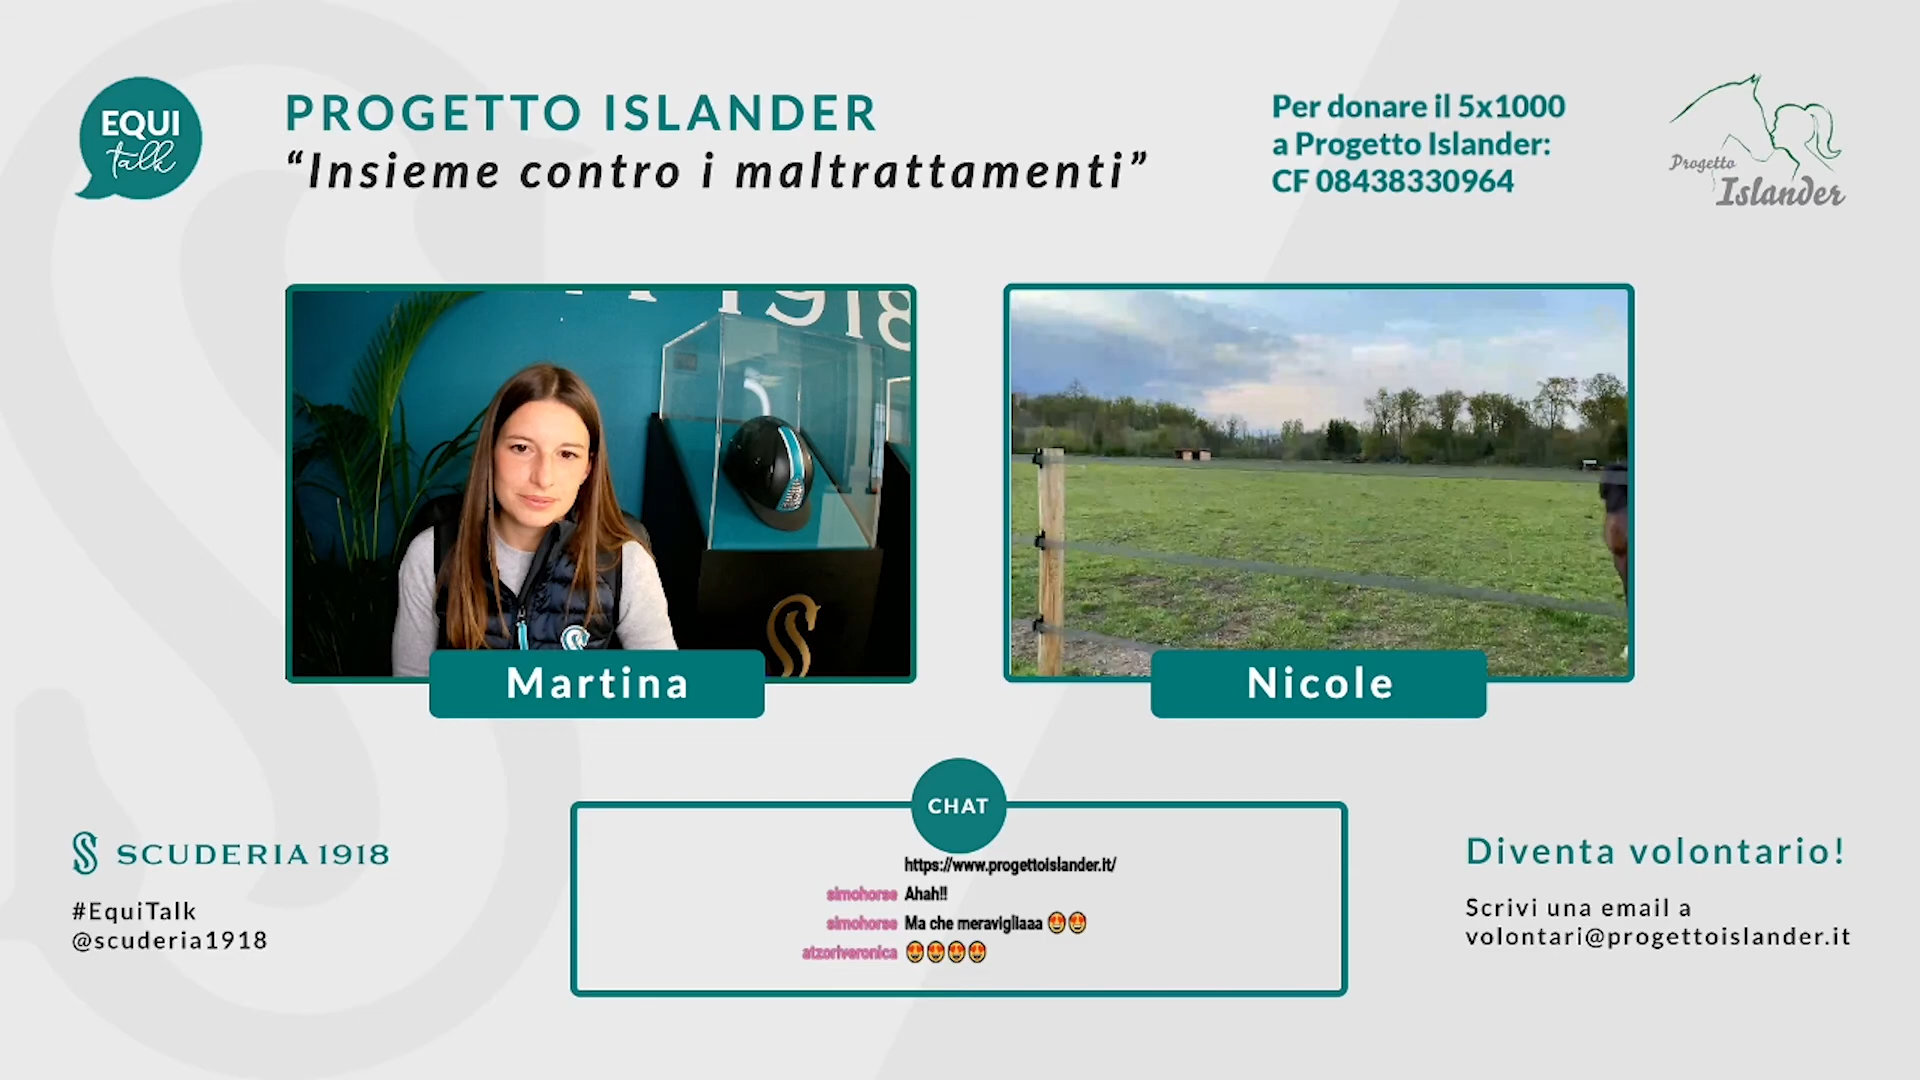 EQUI
talk
PROGETTO ISLANDER
“Insieme contro i maltrattamenti”
Per donare il 5x1000
a Progetto Islander:
CF 08438330964
Progetto
Islander
1918
Martina
Nicole
CHAT
https://www.progettoislander.it/
simohorse Ahah!!
simohorse Ma che meravigliaaa 😍😍
atzoriveronica 😍😍😍😍
SCUDERIA 1918
#EquiTalk
@scuderia1918
Diventa volontario!
Scrivi una email a
volontari@progettoislander.it